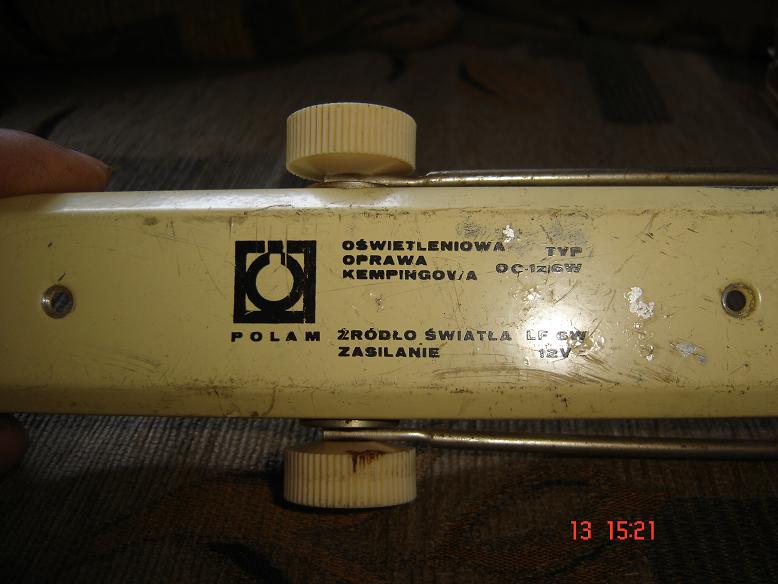 OŚWIETLENIOWA TYP
OPRAWA
KEMPINGOWA OC-12/6W
POLAM ŹRÓDŁO ŚWIATŁA LF 6W
ZASILANIE 12V
13 15:21